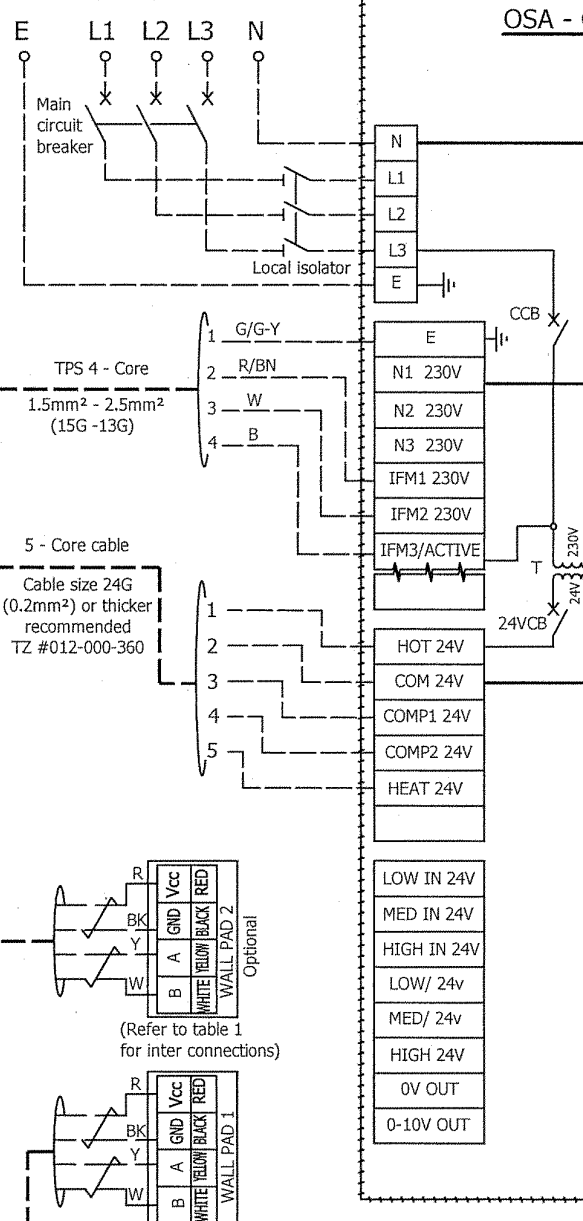 OSA -
E L1 L2 L3 N
Main
circuit
breaker
N
L1
L2
L3
E
Local isolator
CCB
1 G/G-Y
2 R/BN
3 W
4 B
TPS 4 - Core
1.5mm² - 2.5mm²
(15G -13G)
E
N1 230V
N2 230V
N3 230V
IFM1 230V
IFM2 230V
IFM3/ACTIVE
T
230V
24V
24VCB
5 - Core cable
Cable size 24G
(0.2mm²) or thicker
recommended
TZ #012-000-360
1
2
3
4
5
HOT 24V
COM 24V
COMP1 24V
COMP2 24V
HEAT 24V
LOW IN 24V
MED IN 24V
HIGH IN 24V
LOW/ 24v
MED/ 24v
HIGH 24V
0V OUT
0-10V OUT
R Vcc RED
BK GND BLACK
Y A YELLOW
W B WHITE
WALL PAD 2
Optional
(Refer to table 1
for inter connections)
R Vcc RED
BK GND BLACK
Y A YELLOW
W B WHITE
WALL PAD 1